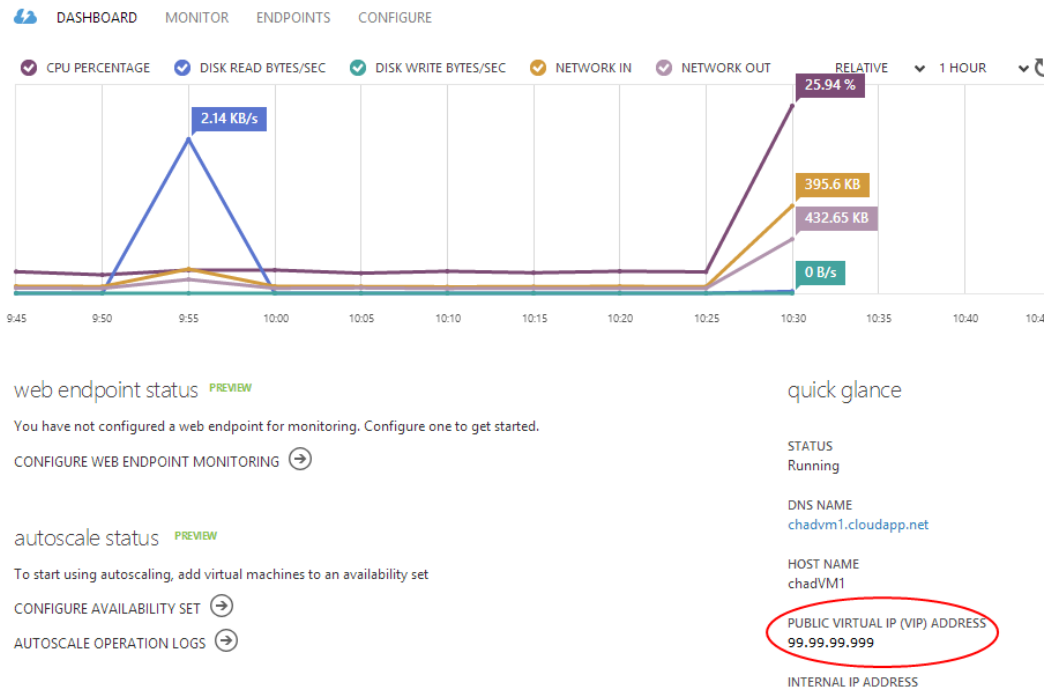 DASHBOARD MONITOR ENDPOINTS CONFIGURE
CPU PERCENTAGE DISK READ BYTES/SEC DISK WRITE BYTES/SEC NETWORK IN NETWORK OUT RELATIVE 1 HOUR
25.94 %
2.14 KB/s
395.6 KB
432.65 KB
0 B/s
9:45 9:50 9:55 10:00 10:05 10:10 10:15 10:20 10:25 10:30 10:35 10:40
web endpoint status PREVIEW
You have not configured a web endpoint for monitoring. Configure one to get started.
CONFIGURE WEB ENDPOINT MONITORING
autoscale status PREVIEW
To start using autoscaling, add virtual machines to an availability set
CONFIGURE AVAILABILITY SET
AUTOSCALE OPERATION LOGS
quick glance
STATUS
Running
DNS NAME
chadvm1.cloudapp.net
HOST NAME
chadVM1
PUBLIC VIRTUAL IP (VIP) ADDRESS
99.99.99.999
INTERNAL IP ADDRESS